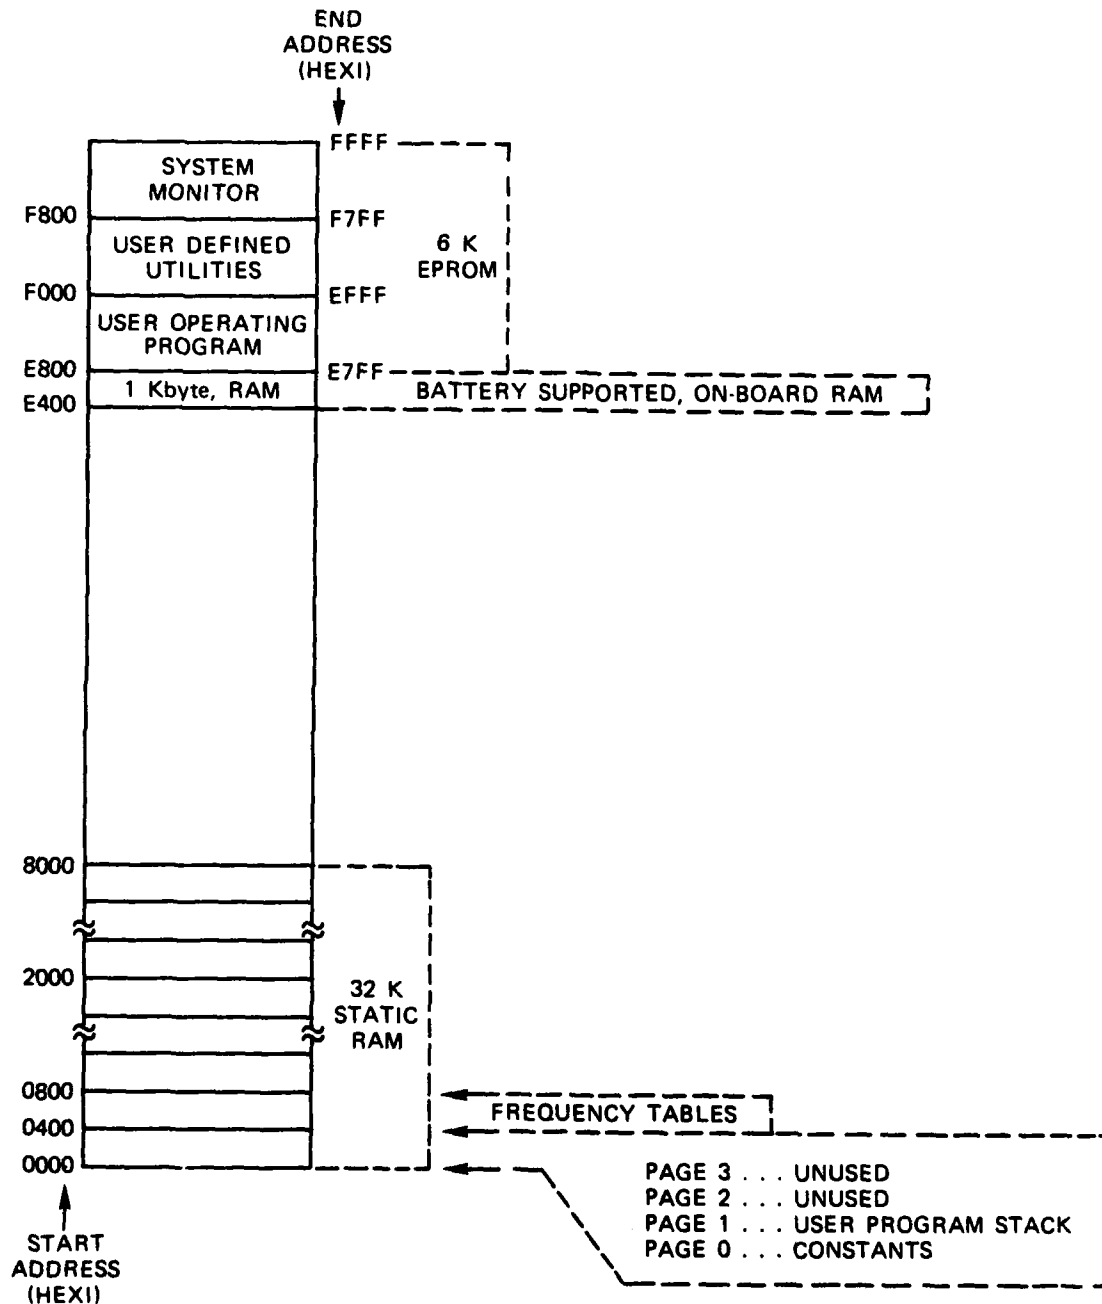 END
ADDRESS
(HEXI)
FFFF
SYSTEM
MONITOR
F800
F7FF
USER DEFINED
UTILITIES
6 K
EPROM
F000
EFFF
USER OPERATING
PROGRAM
E800
E7FF
1 Kbyte, RAM
BATTERY SUPPORTED, ON-BOARD RAM
E400
8000
2000
32 K
STATIC
RAM
0800
FREQUENCY TABLES
0400
0000
PAGE 3 . . . UNUSED
PAGE 2 . . . UNUSED
PAGE 1 . . . USER PROGRAM STACK
PAGE 0 . . . CONSTANTS
START
ADDRESS
(HEXI)